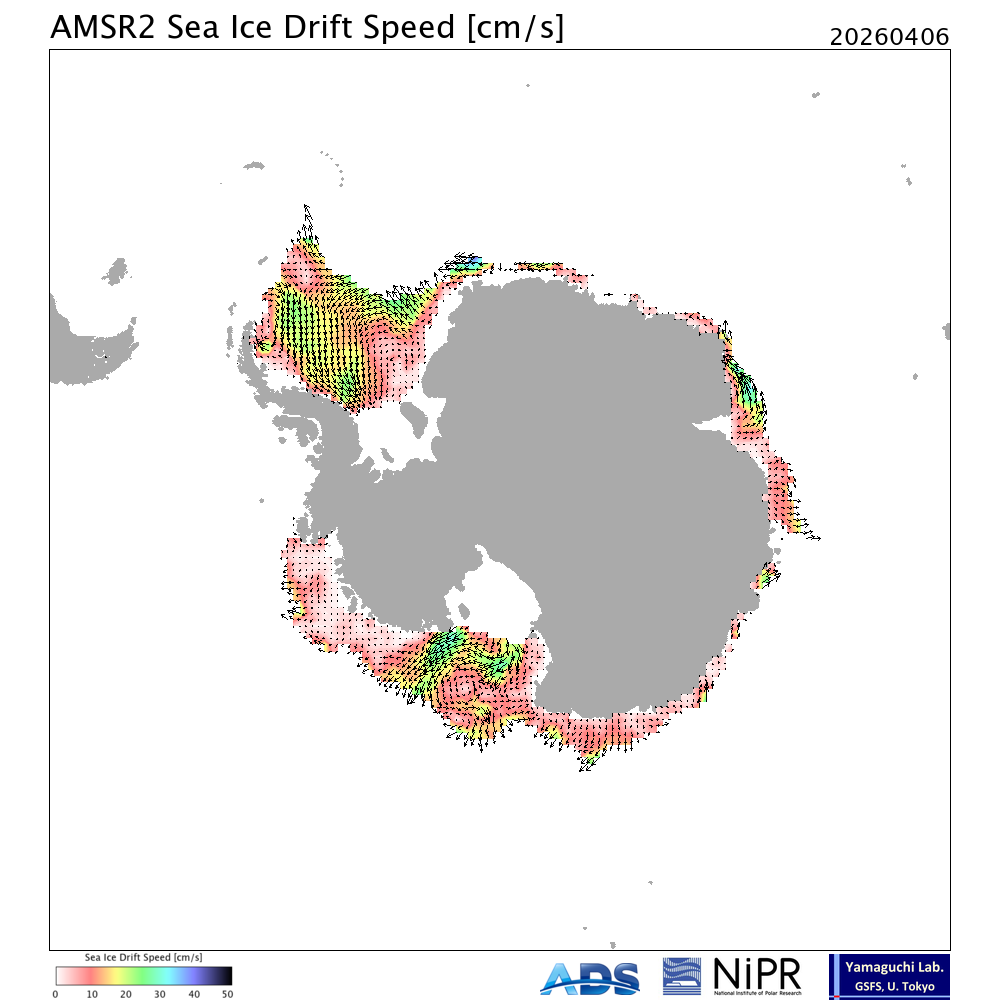 AMSR2 Sea Ice Drift Speed [cm/s]
20260406
Sea Ice Drift Speed [cm/s]
0 10 20 30 40 50
ADS
NiPR
National Institute of Polar Research
Yamaguchi Lab.
GSFS, U. Tokyo